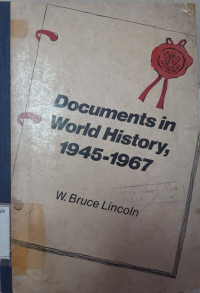 Documents in
World History,
1945-1967
W. Bruce Lincoln